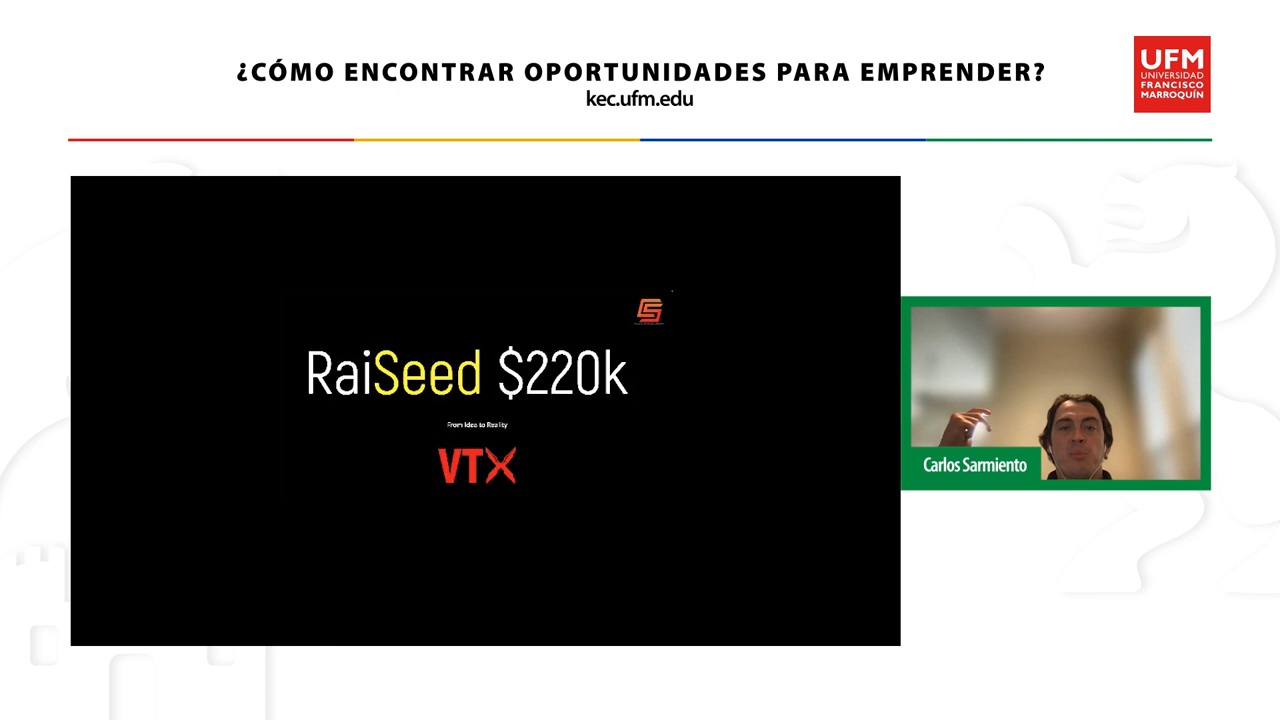 ¿CÓMO ENCONTRAR OPORTUNIDADES PARA EMPRENDER?
kec.ufm.edu
UFM
UNIVERSIDAD
FRANCISCO
MARROQUÍN
RaiSeed $220k
From Idea to Reality
VTX
Carlos Sarmiento